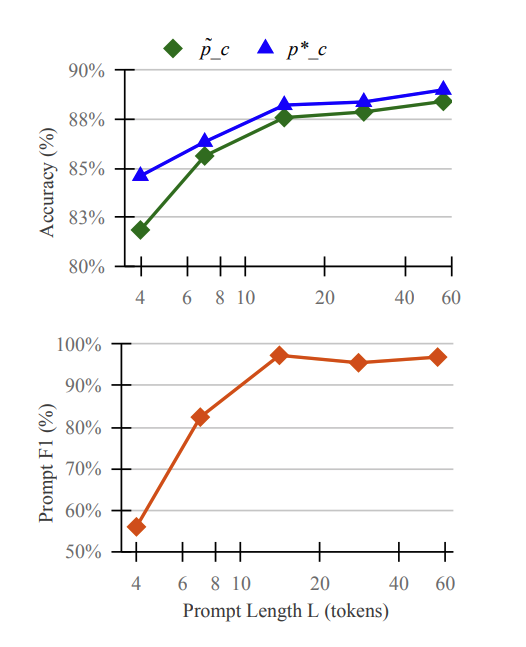 p̃_c p*_c
90%
88%
85%
83%
80%
Accuracy (%)
4 6 8 10 20 40 60
100%
90%
80%
70%
60%
50%
Prompt F1 (%)
4 6 8 10 20 40 60
Prompt Length L (tokens)